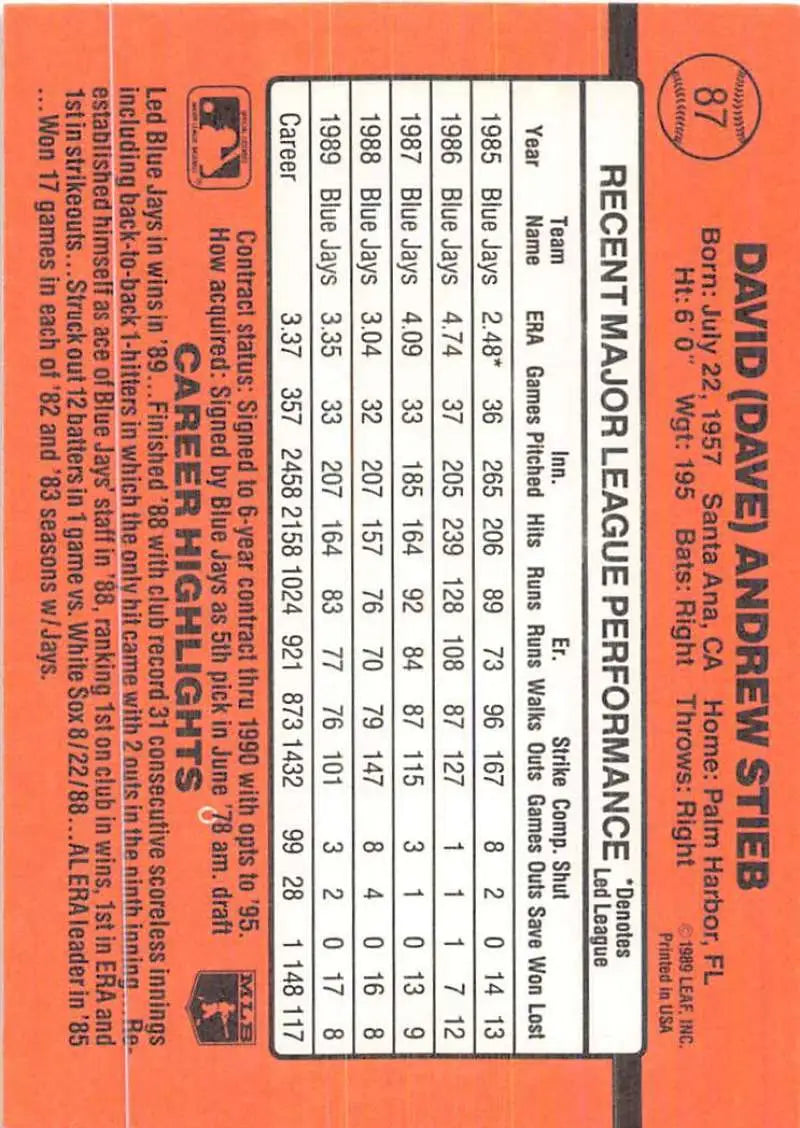 87
DAVID (DAVE) ANDREW STIEB
Born: July 22, 1957 Santa Ana, CA Home: Palm Harbor, FL
Ht: 6'0" Wgt: 195 Bats: Right Throws: Right
© 1989 LEAF, INC.
Printed in USA
RECENT MAJOR LEAGUE PERFORMANCE
*Denotes
Led League
Team Inn. Er. Strike Comp. Shut
Year Name ERA Games Pitched Hits Runs Runs Walks Outs Games Outs Save Won Lost
1985 Blue Jays 2.48* 36 265 206 89 73 96 167 8 2 0 14 13
1986 Blue Jays 4.74 37 205 239 128 108 87 127 1 1 1 7 12
1987 Blue Jays 4.09 33 185 164 92 84 87 115 3 1 0 13 9
1988 Blue Jays 3.04 32 207 157 76 70 79 147 8 4 0 16 8
1989 Blue Jays 3.35 33 207 164 83 77 76 101 3 2 0 17 8
Career 3.37 357 2458 2158 1024 921 873 1432 99 28 1 148 117
Contract status: Signed to 6-year contract thru 1990 with opts to '95.
How acquired: Signed by Blue Jays as 5th pick in June '78 am. draft
MLB
CAREER HIGHLIGHTS
Led Blue Jays in wins in '89...Finished '88 with club record 31 consecutive scoreless innings
including back-to-back 1-hitters in which the only hit came with 2 outs in the ninth inning...Re-
established himself as ace of Blue Jays' staff in '88, ranking 1st on club in wins, 1st in ERA and
1st in strikeouts...Struck out 12 batters in 1 game vs. White Sox 8/22/88...AL ERA leader in '85
...Won 17 games in each of '82 and '83 seasons w/Jays.